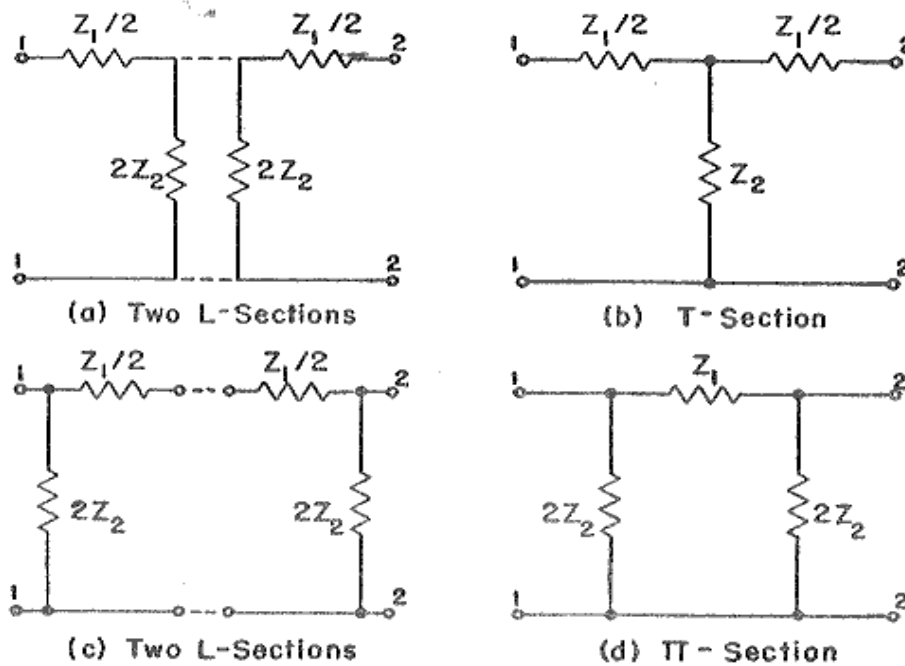 Z₁/2 Z₁/2
1 2
2Z₂ 2Z₂
1 2
(a) Two L-Sections
Z₁/2 Z₁/2
1 2
Z₂
1 2
(b) T-Section
Z₁/2 Z₁/2
1 2
2Z₂ 2Z₂
1 2
(c) Two L-Sections
Z₁
1 2
2Z₂ 2Z₂
1 2
(d) π-Section